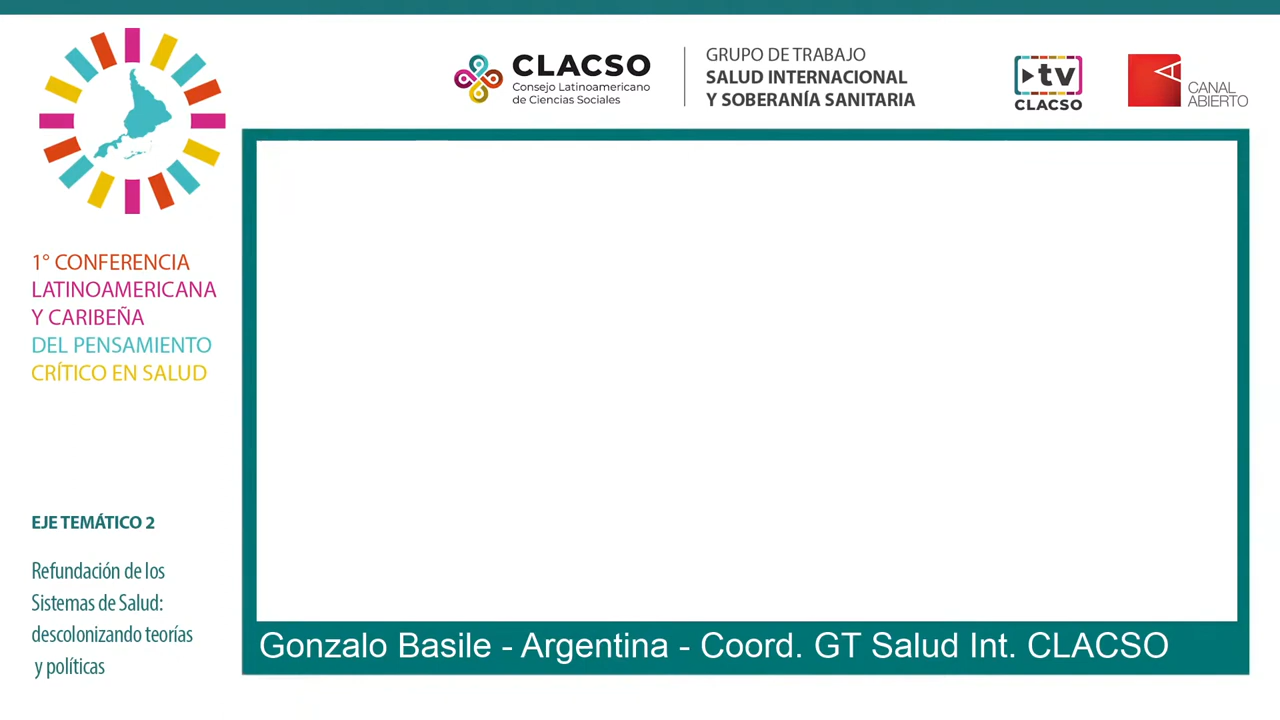 CLACSO
Consejo Latinoamericano
de Ciencias Sociales
GRUPO DE TRABAJO
SALUD INTERNACIONAL
Y SOBERANÍA SANITARIA
tv
CLACSO
A
CANAL
ABIERTO
1° CONFERENCIA
LATINOAMERICANA
Y CARIBEÑA
DEL PENSAMIENTO
CRÍTICO EN SALUD
EJE TEMÁTICO 2
Refundación de los
Sistemas de Salud:
descolonizando teorías
y políticas
Gonzalo Basile - Argentina - Coord. GT Salud Int. CLACSO